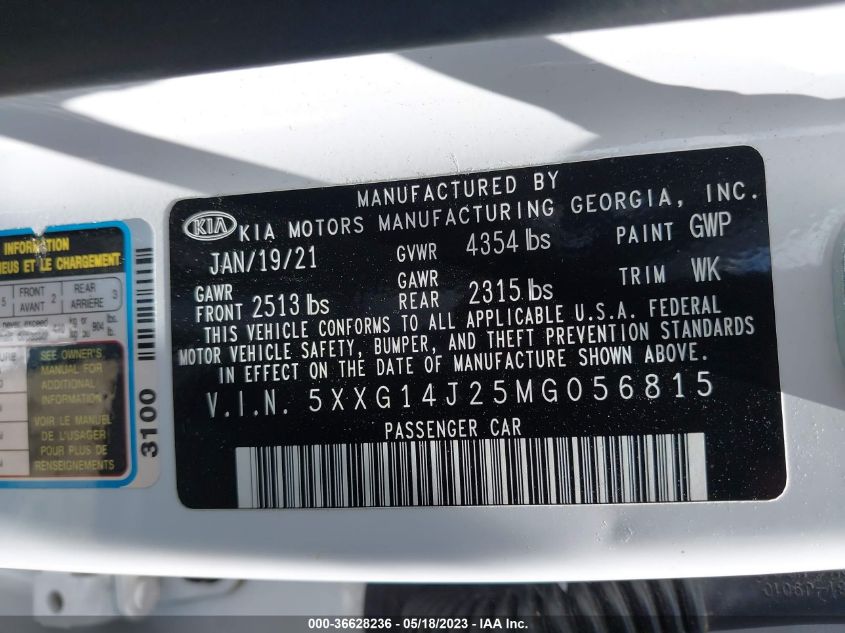 MANUFACTURED BY
KIA KIA MOTORS MANUFACTURING GEORGIA, INC.
JAN/19/21 GVWR 4354 lbs PAINT GWP
GAWR FRONT 2513 lbs GAWR REAR 2315 lbs TRIM WK
THIS VEHICLE CONFORMS TO ALL APPLICABLE U.S.A. FEDERAL
MOTOR VEHICLE SAFETY, BUMPER, AND THEFT PREVENTION STANDARDS
IN EFFECT ON THE DATE OF MANUFACTURE SHOWN ABOVE.
V.I.N. 5XXG14J25MG056815
PASSENGER CAR
INFORMATION
ET LE CHARGEMENT
5 FRONT AVANT 2 REAR ARRIÈRE 3
SEE OWNER'S
MANUAL FOR
ADDITIONAL
INFORMATION
VOIR LE MANUEL
DE L'USAGER
POUR PLUS DE
RENSEIGNEMENTS
3100
000-36628236 - 05/18/2023 - IAA Inc.